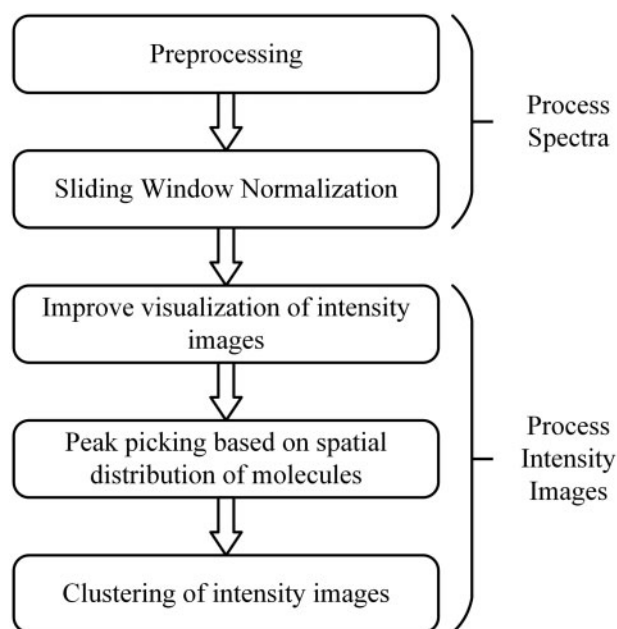 Preprocessing
Process
Spectra
Sliding Window Normalization
Improve visualization of intensity
images
Peak picking based on spatial
distribution of molecules
Process
Intensity
Images
Clustering of intensity images